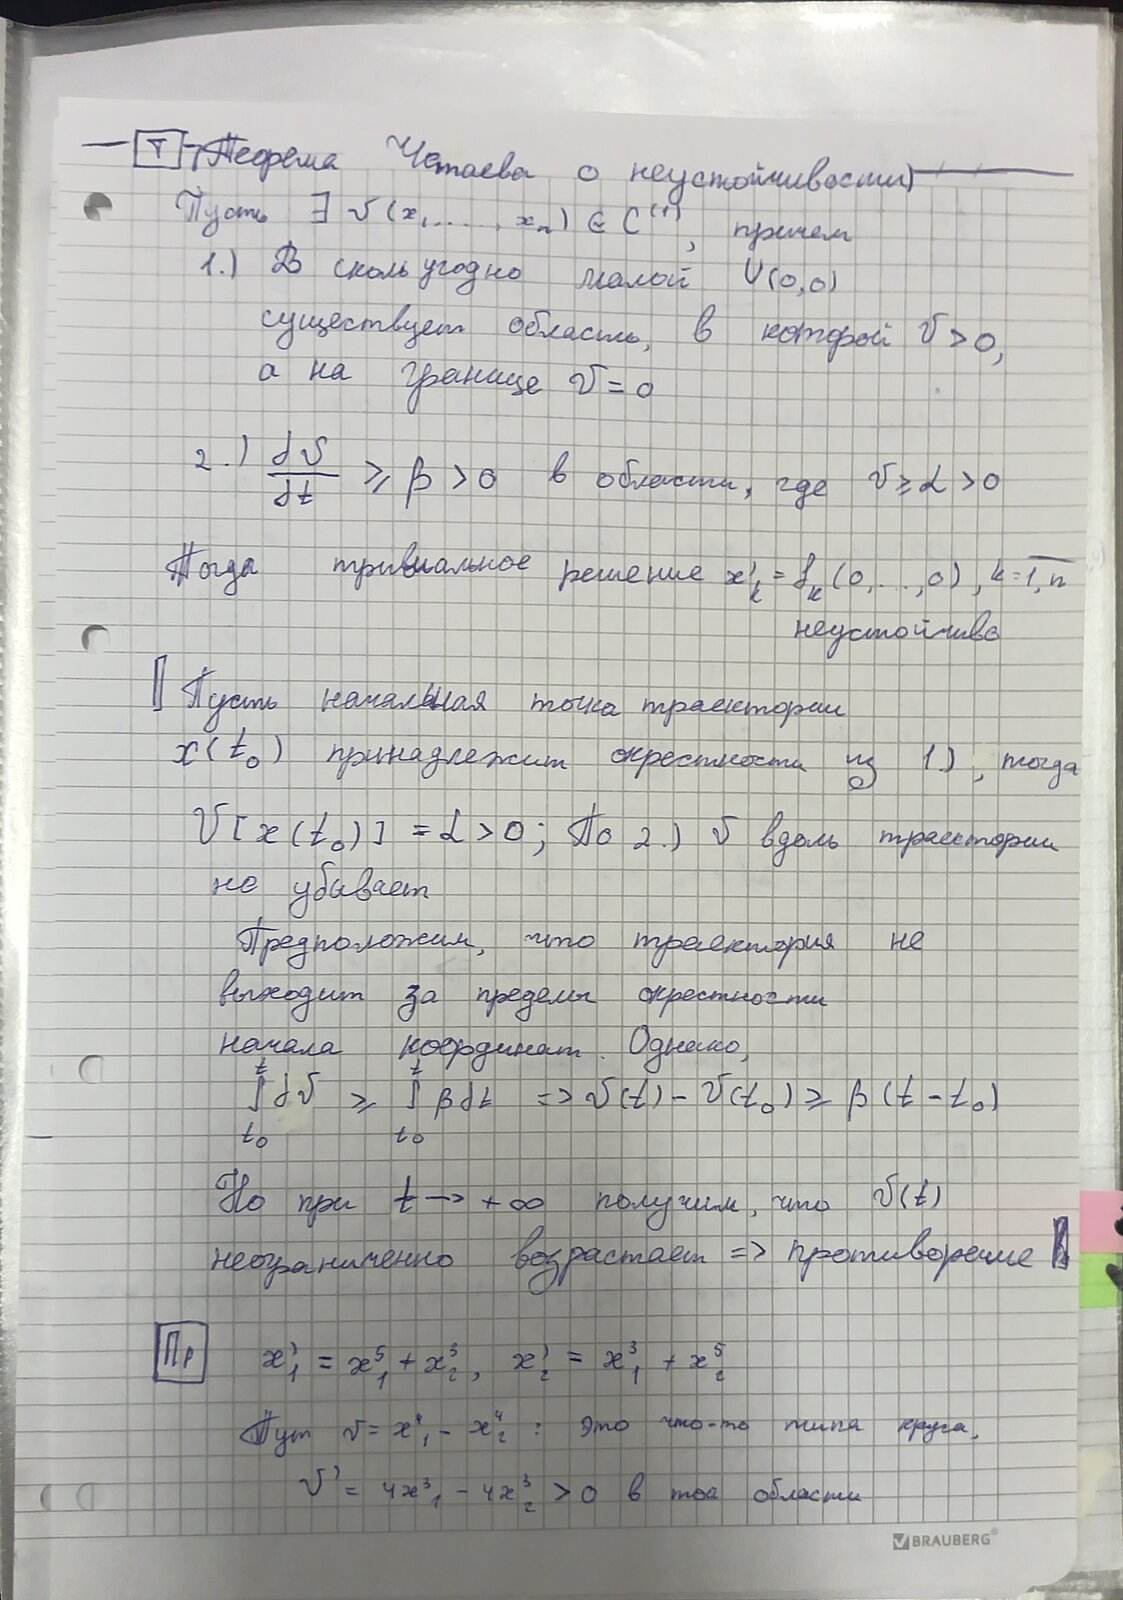 Т (Теорема Четаева о неустойчивости)
Пусть ∃ v(x₁, ..., xₙ) ∈ C⁽¹⁾, причем
1.) В сколь угодно малой U(0,0)
существует область, в которой v > 0,
а на границе v = 0
2.) dv/dt ≥ β > 0 в области, где v ≥ α > 0
Тогда тривиальное решение x'ₖ = fₖ(0, ..., 0), k = 1,n
неустойчиво
Пусть начальная точка траектории
x(t₀) принадлежит окрестности из 1.), тогда
v[x(t₀)] = α > 0; По 2.) v вдоль траектории
не убывает
Предположим, что траектория не
выходит за пределы окрестности
начала координат. Однако,
∫_{t₀}^{t} dv ≥ ∫_{t₀}^{t} β dt => v(t) - v(t₀) ≥ β(t - t₀)
Но при t → +∞ получим, что v(t)
неограниченно возрастает => противоречие
Пр x'₁ = x₁⁵ + x₂³, x'₂ = x₁³ + x₂⁵
Пут v = x₁⁴ - x₂⁴ : это что-то типа круга,
v' = 4x₁³ - 4x₂³ > 0 в тоа области
BRAUBERG®